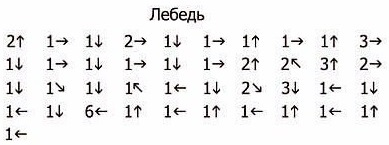 Лебедь
2↑ 1→ 1↓ 2→ 1↓ 1→ 1↑ 1→ 1↑ 3→
1↓ 1→ 1↓ 1→ 1↓ 1→ 2↑ 2↖ 3↑ 2→
1↓ 1↘ 1↓ 1↖ 1← 1↓ 2↘ 3↓ 1← 1↓
1← 1↓ 6← 1↑ 1← 1↑ 1← 1↑ 1← 1↑
1←